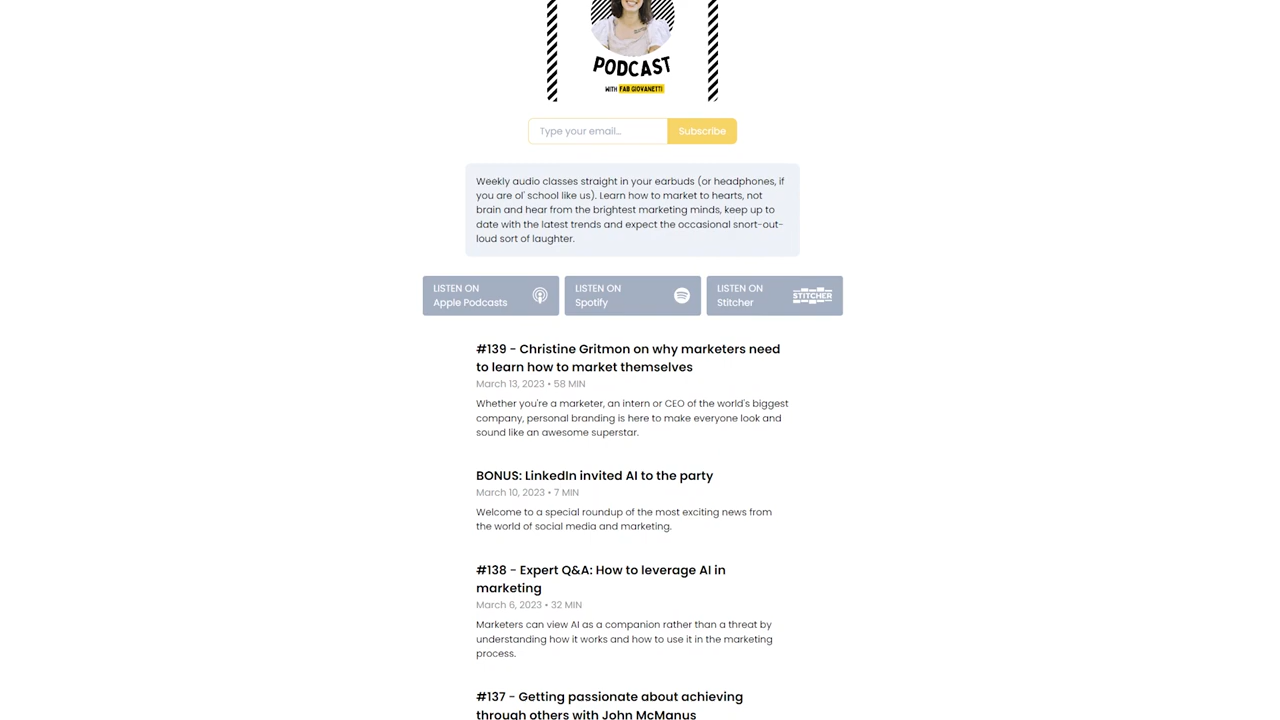 PODCAST
WITH FAB GIOVANETTI
Type your email...
Subscribe
Weekly audio classes straight in your earbuds (or headphones, if
you are ol' school like us). Learn how to market to hearts, not
brain and hear from the brightest marketing minds, keep up to
date with the latest trends and expect the occasional snort-out-
loud sort of laughter.
LISTEN ON
Apple Podcasts
LISTEN ON
Spotify
LISTEN ON
Stitcher
STITCHER
#139 - Christine Gritmon on why marketers need
to learn how to market themselves
March 13, 2023 • 58 MIN
Whether you're a marketer, an intern or CEO of the world's biggest
company, personal branding is here to make everyone look and
sound like an awesome superstar.
BONUS: LinkedIn invited AI to the party
March 10, 2023 • 7 MIN
Welcome to a special roundup of the most exciting news from
the world of social media and marketing.
#138 - Expert Q&A: How to leverage AI in
marketing
March 6, 2023 • 32 MIN
Marketers can view AI as a companion rather than a threat by
understanding how it works and how to use it in the marketing
process.
#137 - Getting passionate about achieving
through others with John McManus